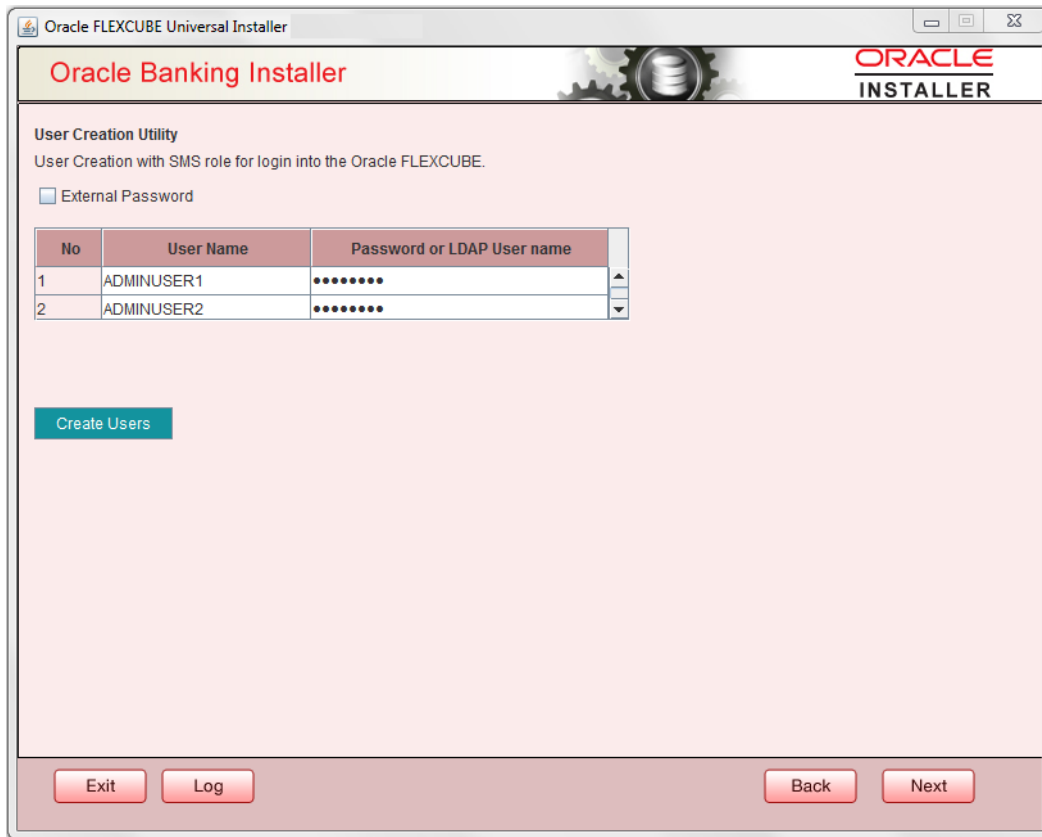 Oracle FLEXCUBE Universal Installer
Oracle Banking Installer
ORACLE
INSTALLER
User Creation Utility
User Creation with SMS role for login into the Oracle FLEXCUBE.
External Password
No User Name Password or LDAP User name
1 ADMINUSER1 ••••••••
2 ADMINUSER2 ••••••••
Create Users
Exit Log Back Next